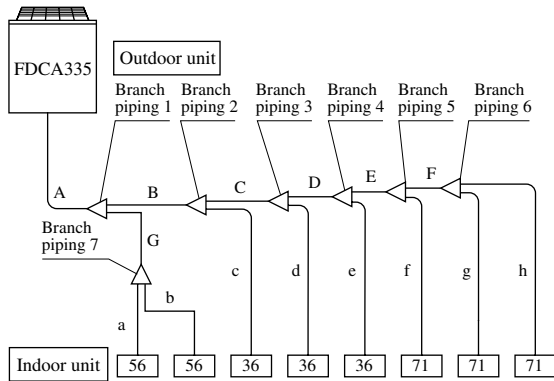 FDCA335
Outdoor unit
Branch
piping 1
Branch
piping 2
Branch
piping 3
Branch
piping 4
Branch
piping 5
Branch
piping 6
A
B
C
D
E
F
Branch
piping 7
G
a
b
c
d
e
f
g
h
Indoor unit
56
56
36
36
36
71
71
71